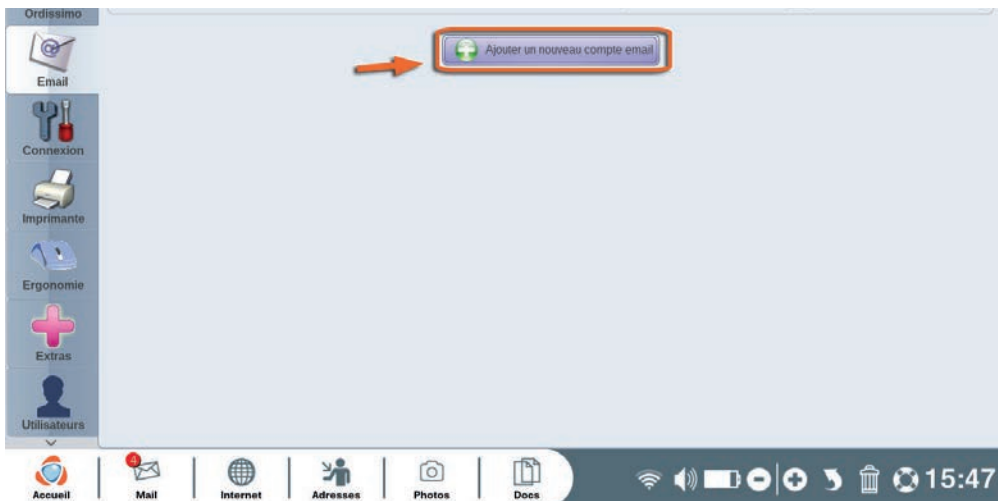 Ordissimo
Email
Connexion
Imprimante
Ergonomie
Extras
Utilisateurs
Ajouter un nouveau compte email
4
Accueil
Mail
Internet
Adresses
Photos
Docs
15:47